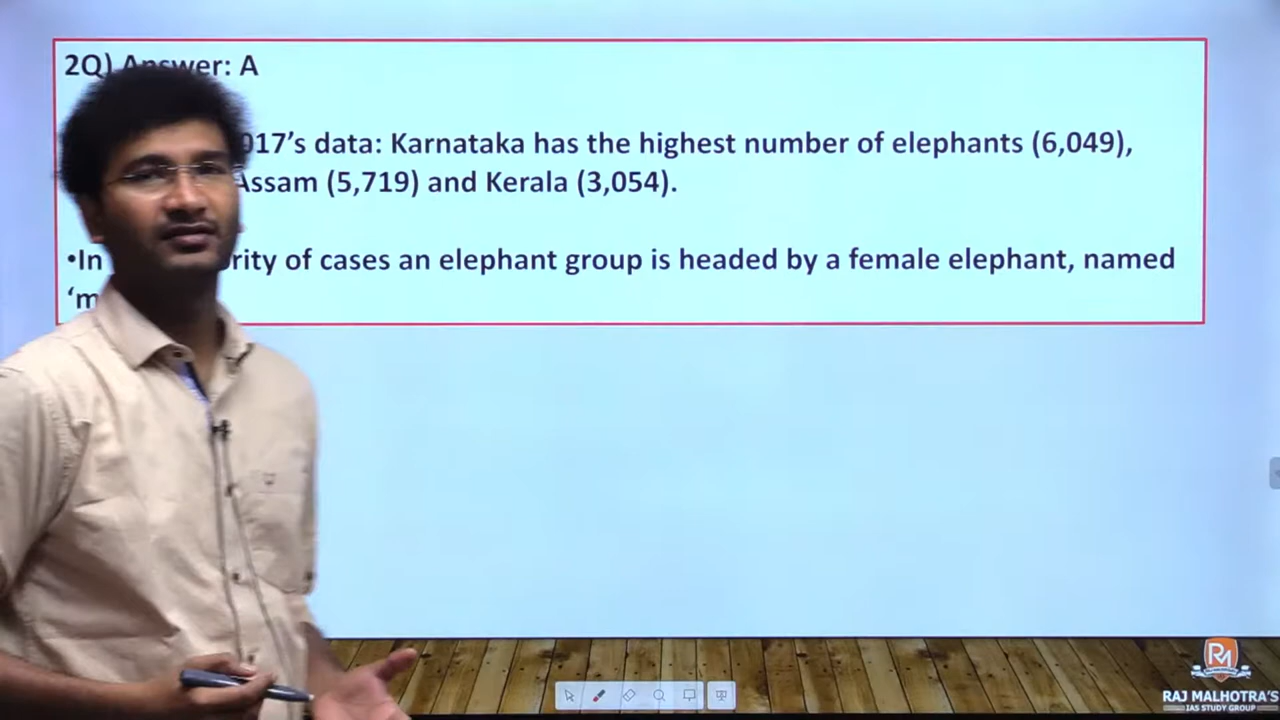 2Q) Answer: A
017’s data: Karnataka has the highest number of elephants (6,049),
Assam (5,719) and Kerala (3,054).
•In rity of cases an elephant group is headed by a female elephant, named
‘m
RM
RAJ MALHOTRA'S
IAS STUDY GROUP